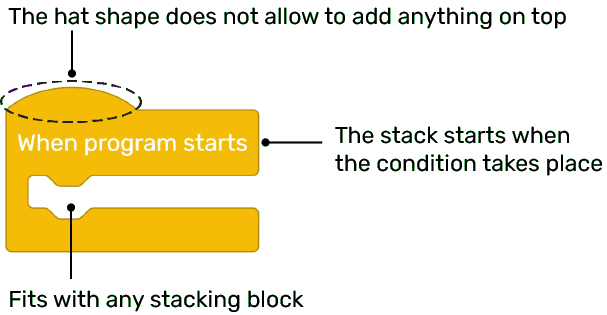 The hat shape does not allow to add anything on top
When program starts
The stack starts when
the condition takes place
Fits with any stacking block